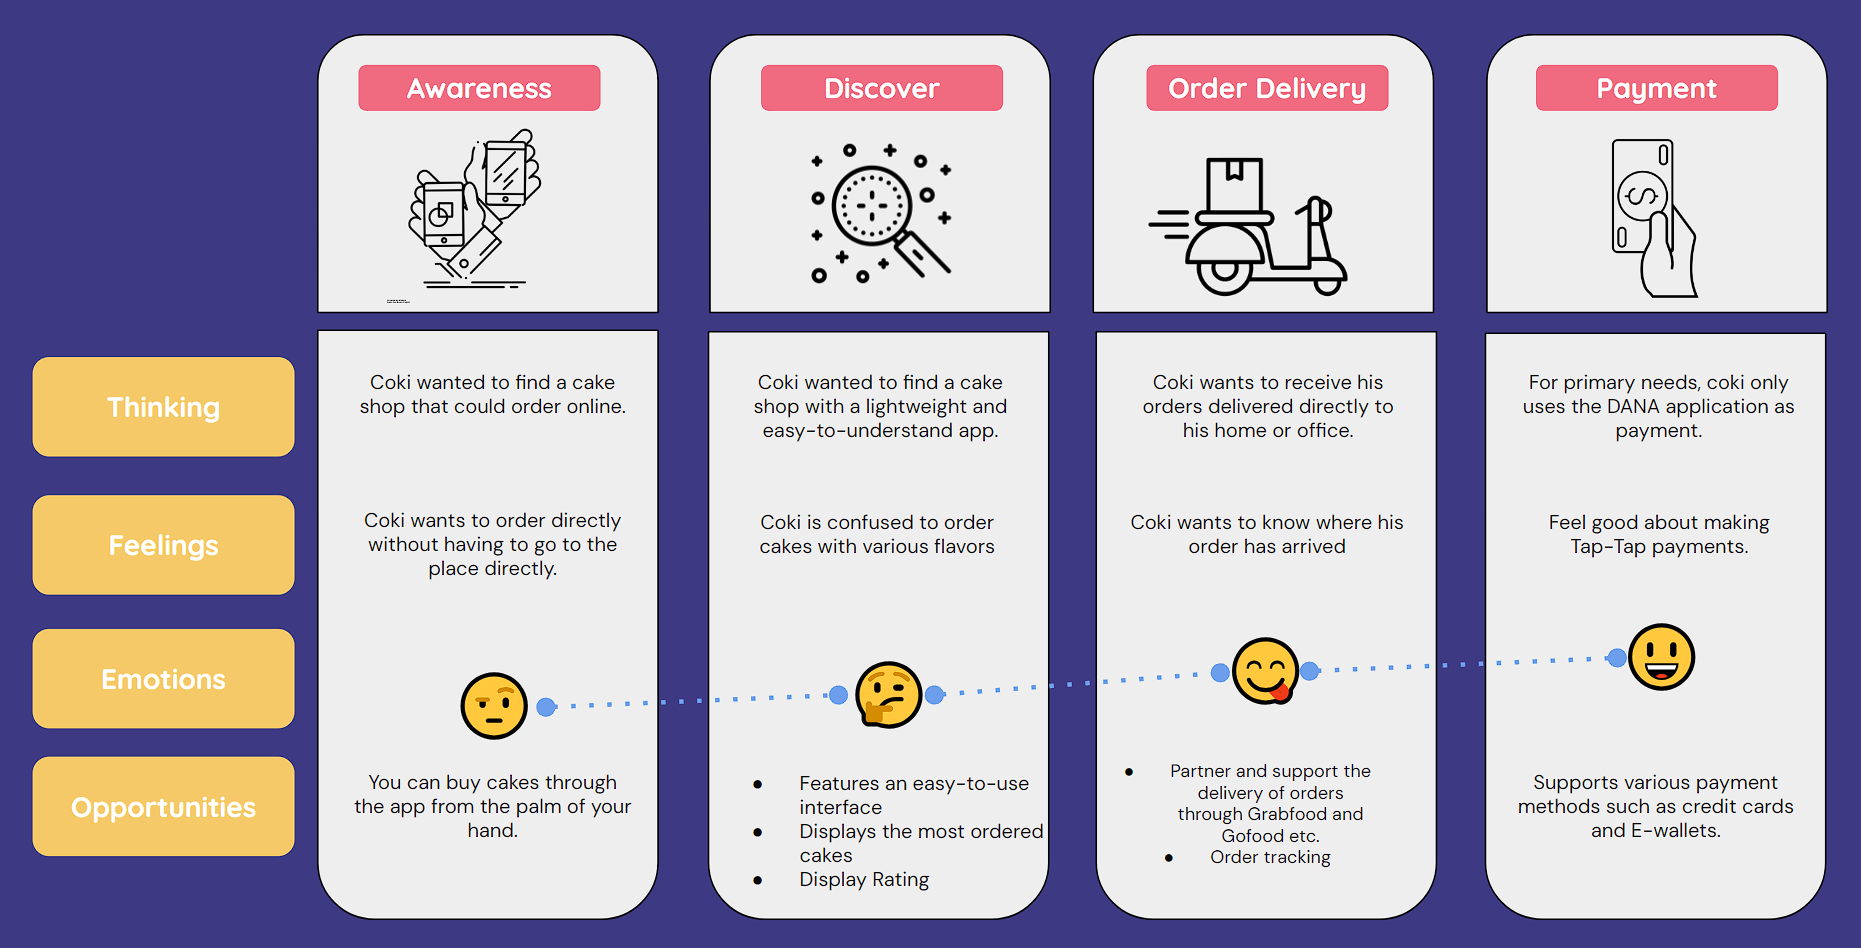 Awareness
Discover
Order Delivery
Payment
Thinking
Coki wanted to find a cake
shop that could order online.
Coki wanted to find a cake
shop with a lightweight and
easy-to-understand app.
Coki wants to receive his
orders delivered directly to
his home or office.
For primary needs, coki only
uses the DANA application as
payment.
Feelings
Coki wants to order directly
without having to go to the
place directly.
Coki is confused to order
cakes with various flavors
Coki wants to know where his
order has arrived
Feel good about making
Tap-Tap payments.
Emotions
Opportunities
You can buy cakes through
the app from the palm of your
hand.
● Features an easy-to-use
interface
● Displays the most ordered
cakes
● Display Rating
● Partner and support the
delivery of orders
through Grabfood and
Gofood etc.
● Order tracking
Supports various payment
methods such as credit cards
and E-wallets.